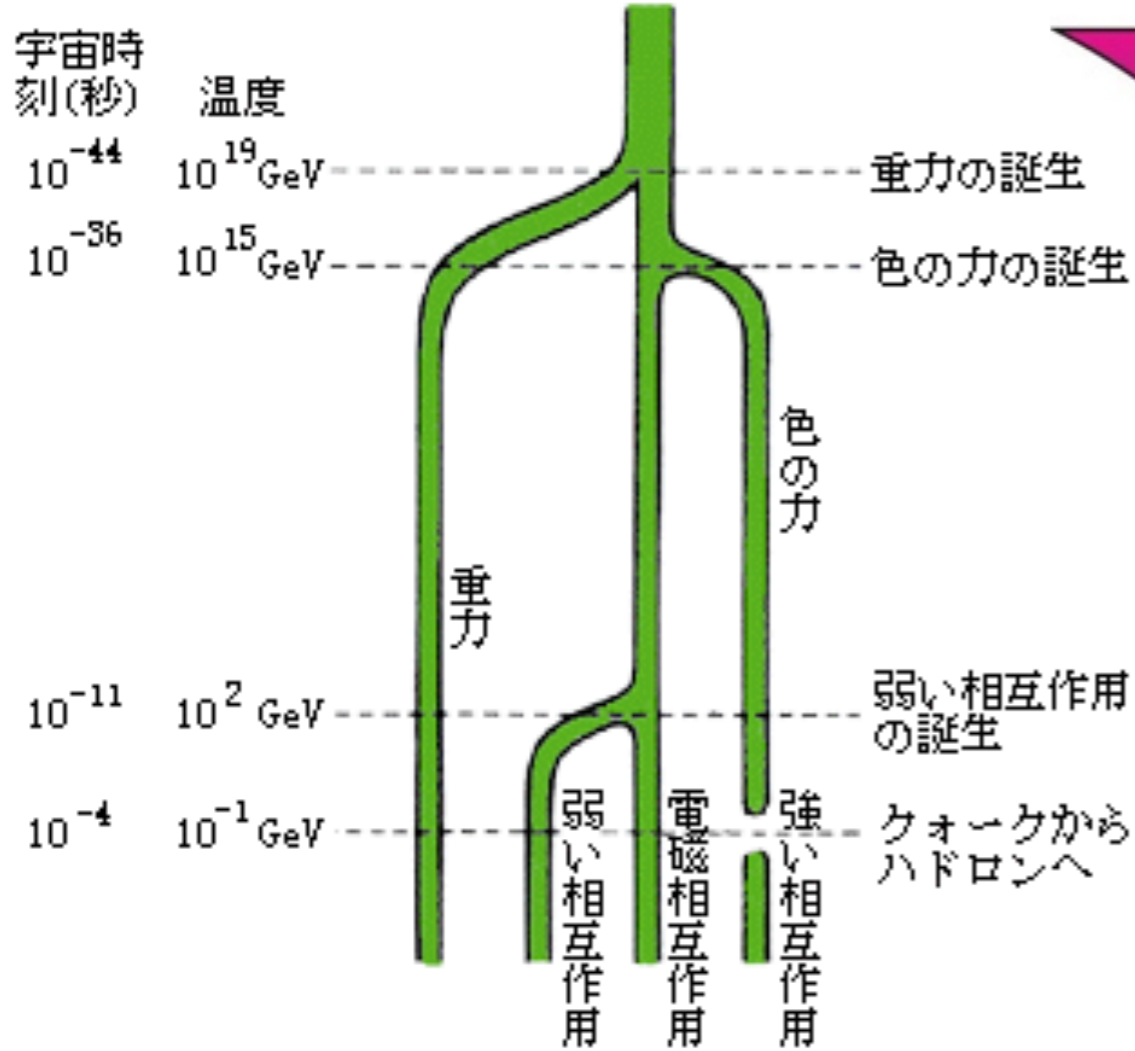 宇宙時
刻(秒)
温度
10⁻⁴⁴ 10¹⁹GeV 重力の誕生
10⁻³⁶ 10¹⁵GeV 色の力の誕生
色の力
重力
10⁻¹¹ 10² GeV 弱い相互作用
の誕生
10⁻⁴ 10⁻¹GeV クォークから
ハドロンへ
弱い相互作用
電磁相互作用
強い相互作用